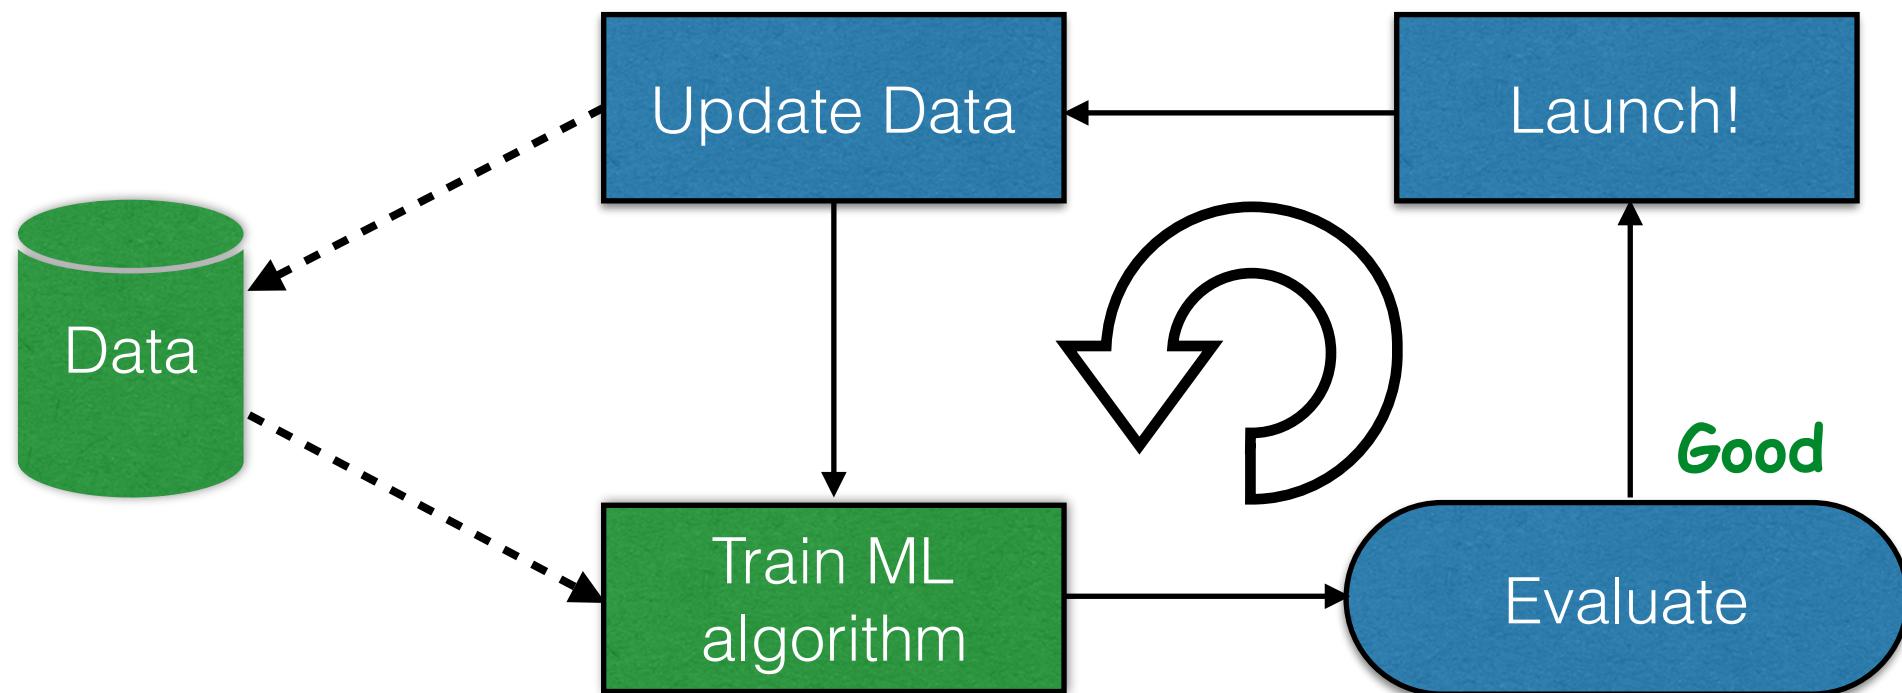 Update Data
Launch!
Data
Good
Train ML
algorithm
Evaluate